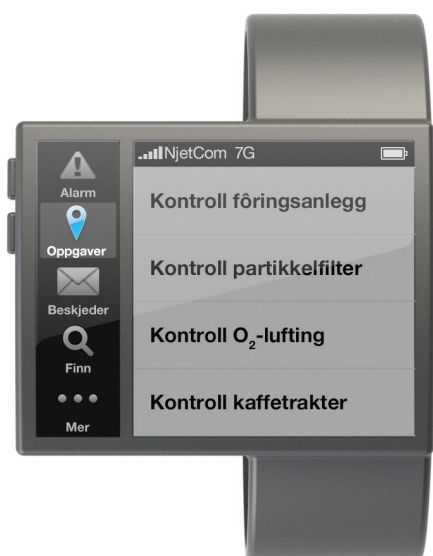 NjetCom 7G
Alarm
Oppgaver
Beskjeder
Finn
Mer
Kontroll fôringsanlegg
Kontroll partikkelfilter
Kontroll O₂-lufting
Kontroll kaffetrakter